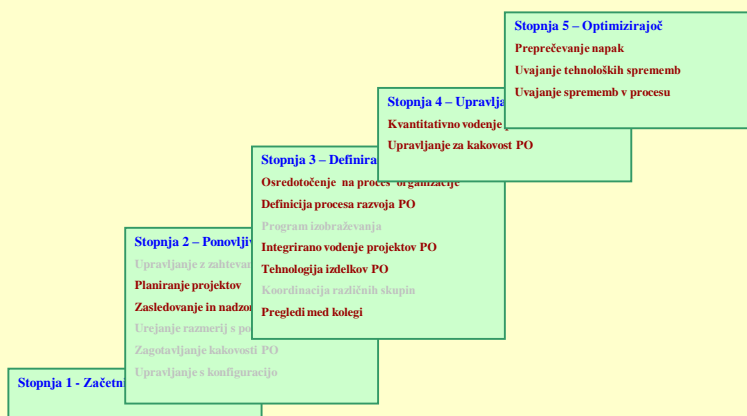 Stopnja 5 – Optimizirajoč
Preprečevanje napak
Uvajanje tehnoloških sprememb
Uvajanje sprememb v procesu
Stopnja 4 – Upravlja
Kvantitativno vodenje
Upravljanje za kakovost PO
Stopnja 3 – Definira
Osredotočenje na proces organizacije
Definicija procesa razvoja PO
Program izobraževanja
Integrirano vodenje projektov PO
Tehnologija izdelkov PO
Koordinacija različnih skupin
Pregledi med kolegi
Stopnja 2 – Ponovljiv
Upravljanje z zahtevam
Planiranje projektov
Zasledovanje in nadzor
Urejanje razmerij s po
Zagotavljanje kakovosti PO
Upravljanje s konfiguracijo
Stopnja 1 - Začetn